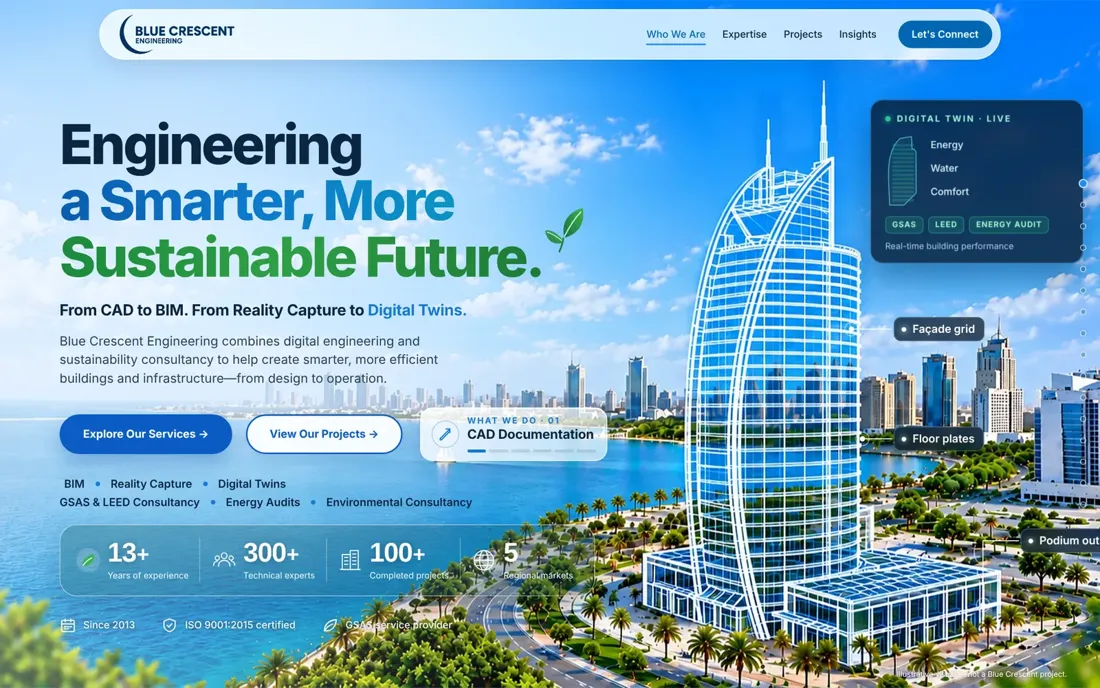 BLUE CRESCENT
ENGINEERING
Who We Are
Expertise
Projects
Insights
Let's Connect
Engineering
a Smarter, More
Sustainable Future.
From CAD to BIM. From Reality Capture to Digital Twins.
Blue Crescent Engineering combines digital engineering and
sustainability consultancy to help create smarter, more efficient
buildings and infrastructure—from design to operation.
Explore Our Services →
View Our Projects →
WHAT WE DO · 01
CAD Documentation
BIM • Reality Capture • Digital Twins
GSAS & LEED Consultancy • Energy Audits • Environmental Consultancy
13+
Years of experience
300+
Technical experts
100+
Completed projects
5
Regional markets
Since 2013
ISO 9001:2015 certified
GSAS service provider
DIGITAL TWIN · LIVE
Energy
Water
Comfort
GSAS
LEED
ENERGY AUDIT
Real-time building performance
Façade grid
Floor plates
Podium out
not a Blue Crescent project.